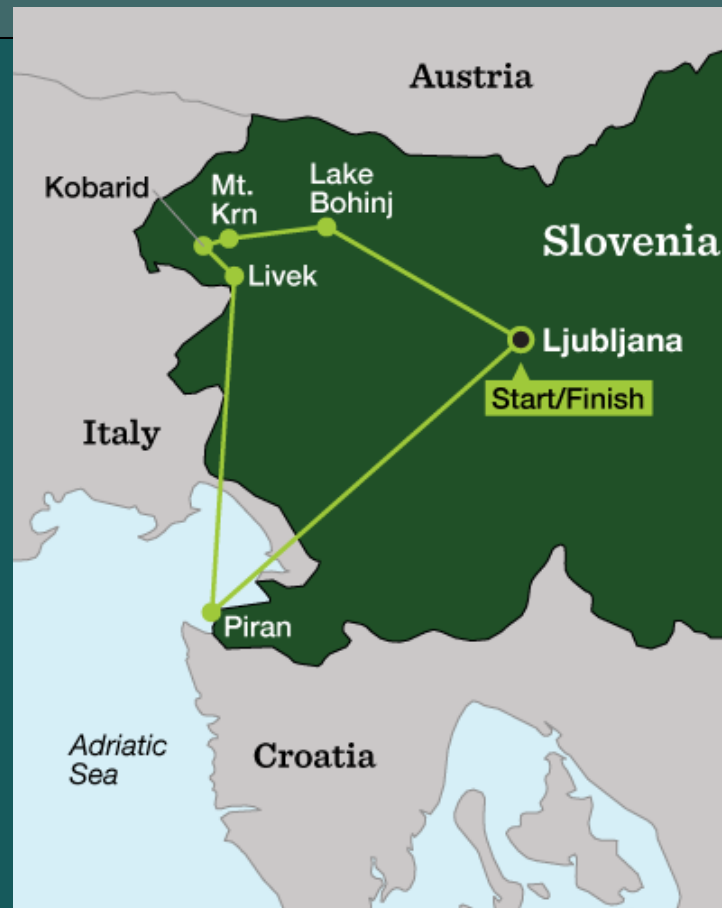 Austria
Kobarid
Mt.
Krn
Lake
Bohinj
Slovenia
Livek
Ljubljana
Start/Finish
Italy
Piran
Adriatic
Sea
Croatia